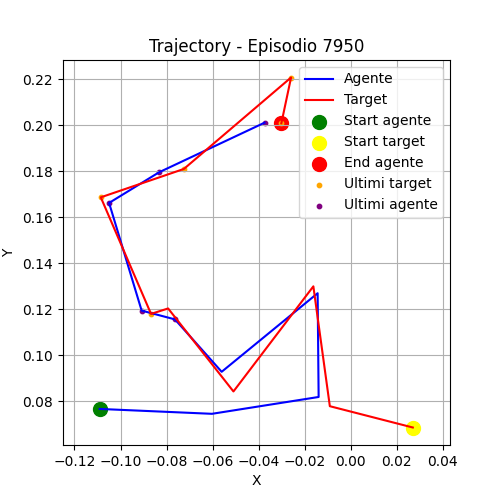 Trajectory - Episodio 7950
Agente
Target
Start agente
Start target
End agente
Ultimi target
Ultimi agente
Y
0.22
0.20
0.18
0.16
0.14
0.12
0.10
0.08
−0.12 −0.10 −0.08 −0.06 −0.04 −0.02 0.00 0.02 0.04
X